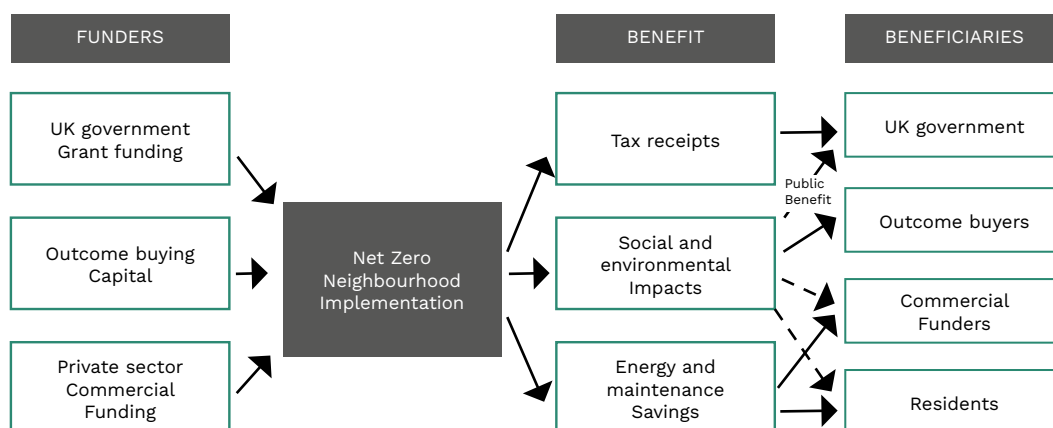 FUNDERS
BENEFIT
BENEFICIARIES
UK government
Grant funding
Outcome buying
Capital
Private sector
Commercial
Funding
Net Zero
Neighbourhood
Implementation
Tax receipts
Social and
environmental
Impacts
Energy and
maintenance
Savings
Public
Benefit
UK government
Outcome buyers
Commercial
Funders
Residents